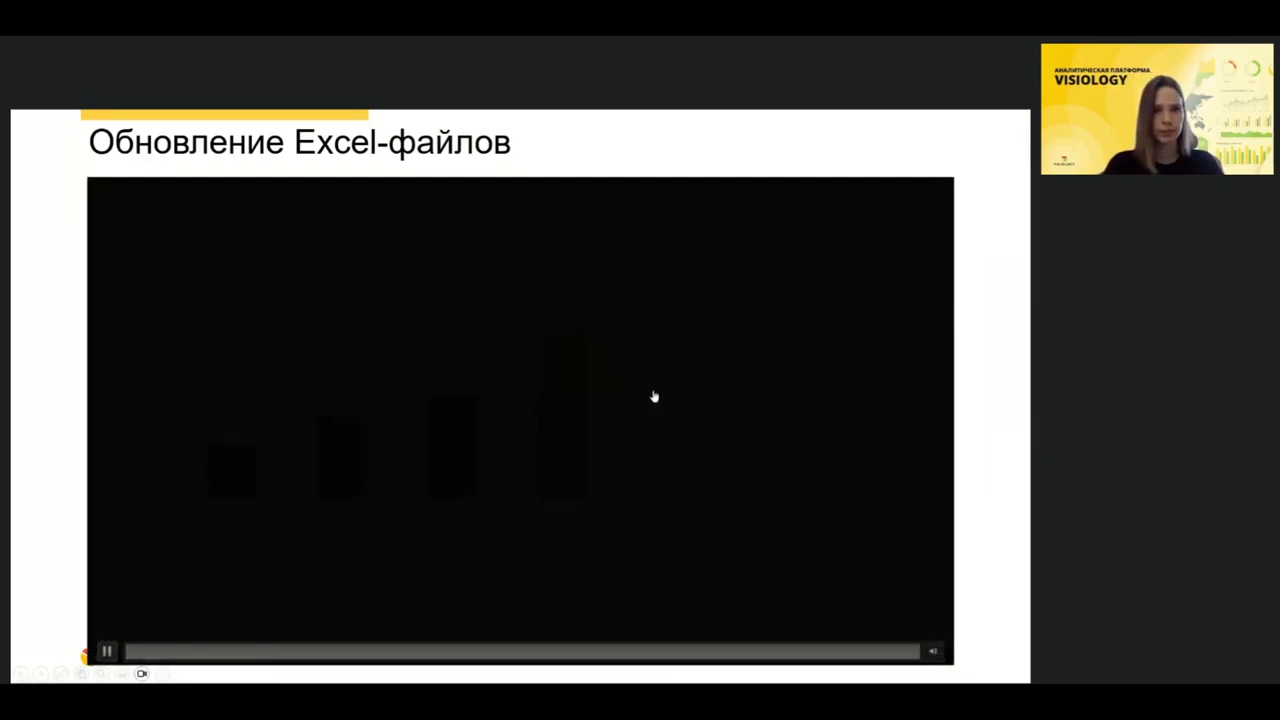 Обновление Excel-файлов
АНАЛИТИЧЕСКАЯ ПЛАТФОРМА
VISIOLOGY